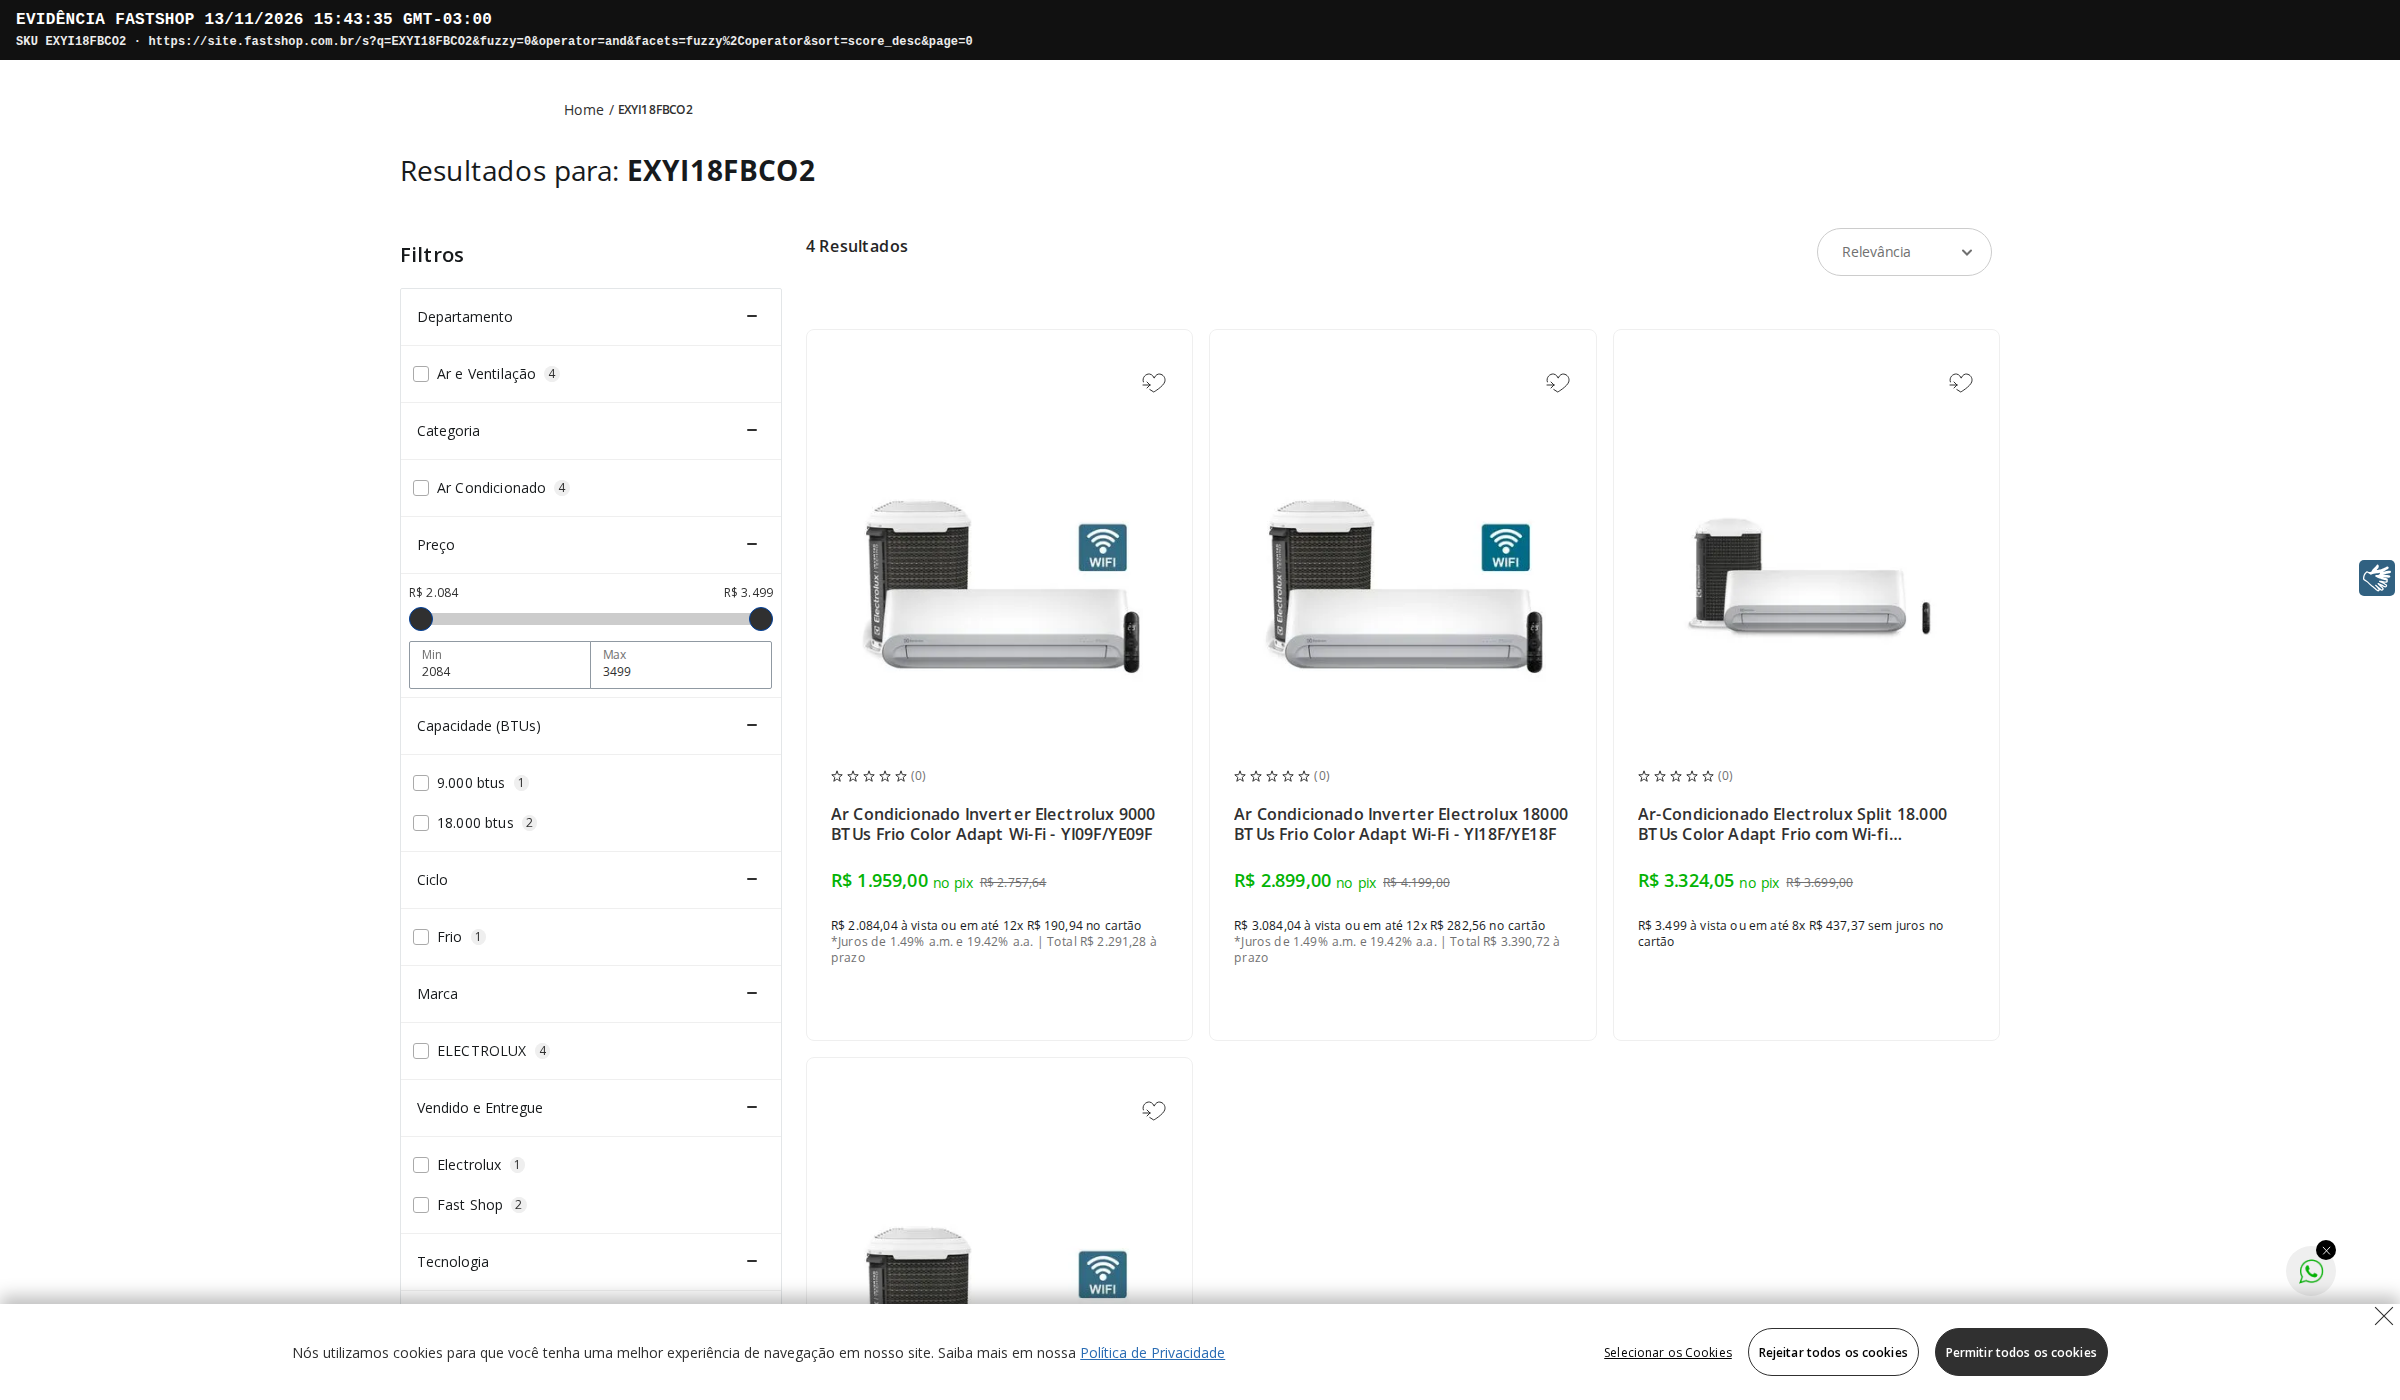 EVIDÊNCIA FASTSHOP 13/11/2026 15:43:35 GMT-03:00
SKU EXYI18FBCO2 · https://site.fastshop.com.br/s?q=EXYI18FBCO2&fuzzy=0&operator=and&facets=fuzzy%2Coperator&sort=score_desc&page=0
Home / EXYI18FBCO2
Resultados para: EXYI18FBCO2
Filtros
4 Resultados
Relevância
Departamento
Ar e Ventilação 4
Categoria
Ar Condicionado 4
Preço
R$ 2.084 R$ 3.499
Min Max
2084 3499
Capacidade (BTUs)
9.000 btus 1
18.000 btus 2
Ciclo
Frio 1
Marca
ELECTROLUX 4
Vendido e Entregue
Electrolux 1
Fast Shop 2
Tecnologia
Electrolux
WIFI
(0)
Ar Condicionado Inverter Electrolux 9000
BTUs Frio Color Adapt Wi-Fi - YI09F/YE09F
R$ 1.959,00 no pix R$ 2.757,64
R$ 2.084,04 à vista ou em até 12x R$ 190,94 no cartão
*Juros de 1.49% a.m. e 19.42% a.a. | Total R$ 2.291,28 à
prazo
Electrolux
WIFI
(0)
Ar Condicionado Inverter Electrolux 18000
BTUs Frio Color Adapt Wi-Fi - YI18F/YE18F
R$ 2.899,00 no pix R$ 4.199,00
R$ 3.084,04 à vista ou em até 12x R$ 282,56 no cartão
*Juros de 1.49% a.m. e 19.42% a.a. | Total R$ 3.390,72 à
prazo
(0)
Ar-Condicionado Electrolux Split 18.000
BTUs Color Adapt Frio com Wi-fi...
R$ 3.324,05 no pix R$ 3.699,00
R$ 3.499 à vista ou em até 8x R$ 437,37 sem juros no
cartão
WIFI
Nós utilizamos cookies para que você tenha uma melhor experiência de navegação em nosso site. Saiba mais em nossa Política de Privacidade
Selecionar os Cookies
Rejeitar todos os cookies
Permitir todos os cookies